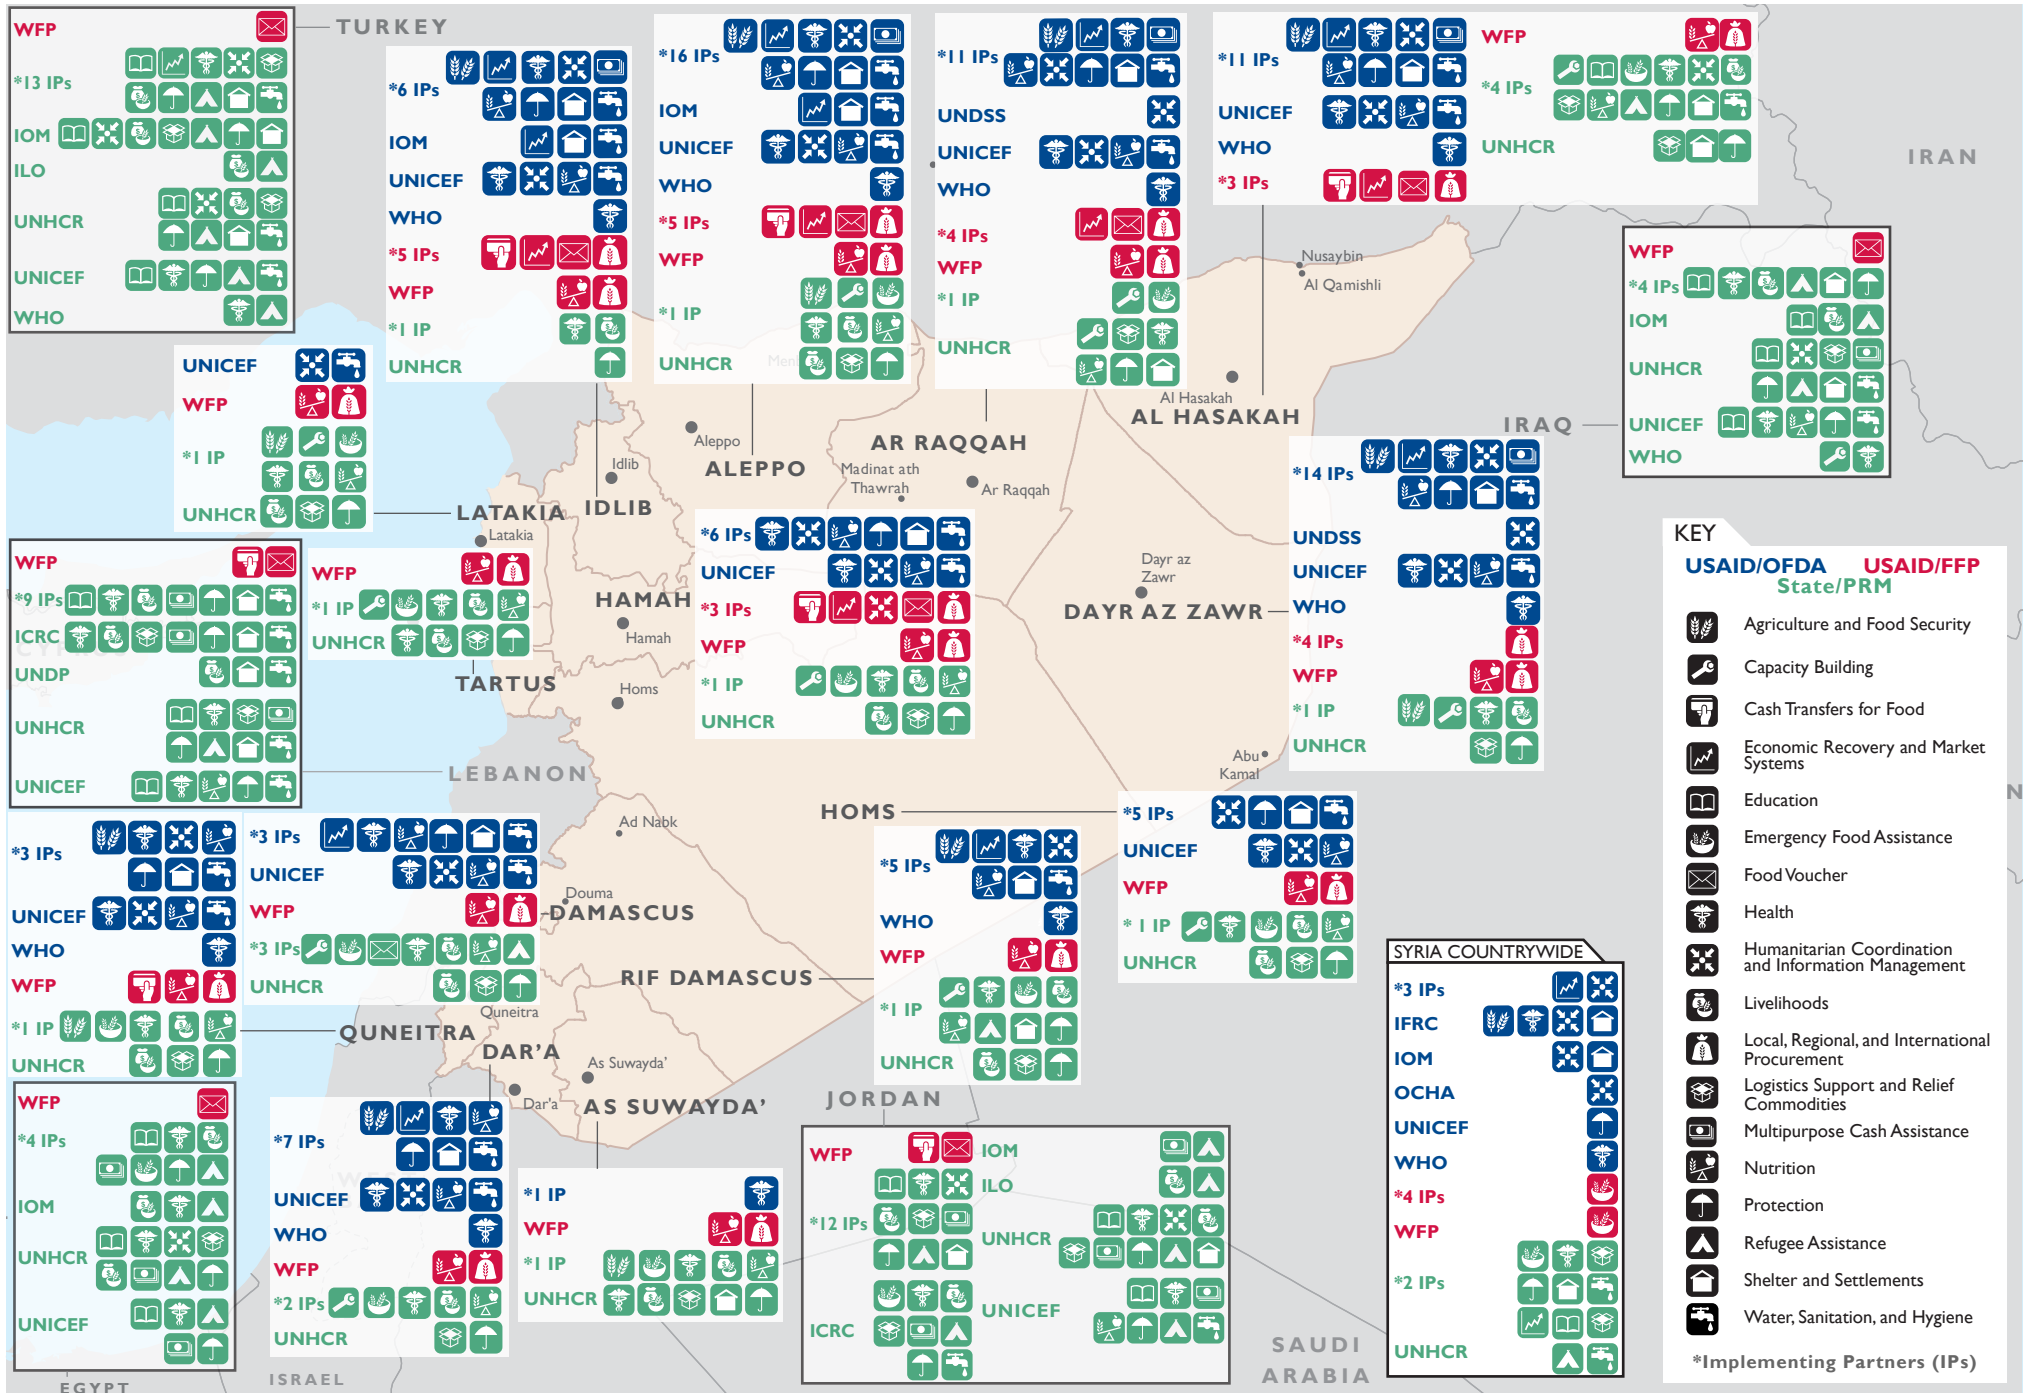 WFP
*13 IPs
IOM
ILO
UNHCR
UNICEF
WHO
TURKEY
*6 IPs
IOM
UNICEF
WHO
*5 IPs
WFP
*1 IP
UNHCR
*16 IPs
IOM
UNICEF
WHO
*5 IPs
WFP
*1 IP
UNHCR
*11 IPs
UNDSS
UNICEF
WHO
*4 IPs
WFP
*1 IP
UNHCR
*11 IPs
UNICEF
WHO
*3 IPs
WFP
*4 IPs
UNHCR
IRAN
WFP
*4 IPs
IOM
UNHCR
UNICEF
WHO
IRAQ
Nusaybin
Al Qamishli
Al Hasakah
AL HASAKAH
AR RAQQAH
Madinat ath
Thawrah
Ar Raqqah
Aleppo
ALEPPO
Idlib
IDLIB
UNICEF
WFP
*1 IP
UNHCR
LATAKIA
Latakia
WFP
*9 IPs
ICRC
UNDP
UNHCR
UNICEF
LEBANON
WFP
*1 IP
UNHCR
TARTUS
HAMAH
Hamah
Homs
*6 IPs
UNICEF
*3 IPs
WFP
*1 IP
UNHCR
Dayr az
Zawr
DAYR AZ ZAWR
*14 IPs
UNDSS
UNICEF
WHO
*4 IPs
WFP
*1 IP
UNHCR
Abu
Kamal
HOMS
*5 IPs
UNICEF
WFP
* 1 IP
UNHCR
*5 IPs
WHO
WFP
*1 IP
UNHCR
RIF DAMASCUS
Ad Nabk
Douma
DAMASCUS
*3 IPs
UNICEF
WFP
*3 IPs
UNHCR
*3 IPs
UNICEF
WHO
WFP
*1 IP
UNHCR
Quneitra
QUNEITRA
DAR'A
As Suwayda'
Dar'a
AS SUWAYDA'
WFP
*4 IPs
IOM
UNHCR
UNICEF
EGYPT
ISRAEL
*7 IPs
UNICEF
WHO
WFP
*2 IPs
UNHCR
*1 IP
WFP
*1 IP
UNHCR
JORDAN
WFP
*12 IPs
ICRC
IOM
ILO
UNHCR
UNICEF
SAUDI
ARABIA
SYRIA COUNTRYWIDE
*3 IPs
IFRC
IOM
OCHA
UNICEF
WHO
*4 IPs
WFP
*2 IPs
UNHCR
KEY
USAID/OFDA USAID/FFP
State/PRM
Agriculture and Food Security
Capacity Building
Cash Transfers for Food
Economic Recovery and Market
Systems
Education
Emergency Food Assistance
Food Voucher
Health
Humanitarian Coordination
and Information Management
Livelihoods
Local, Regional, and International
Procurement
Logistics Support and Relief
Commodities
Multipurpose Cash Assistance
Nutrition
Protection
Refugee Assistance
Shelter and Settlements
Water, Sanitation, and Hygiene
*Implementing Partners (IPs)